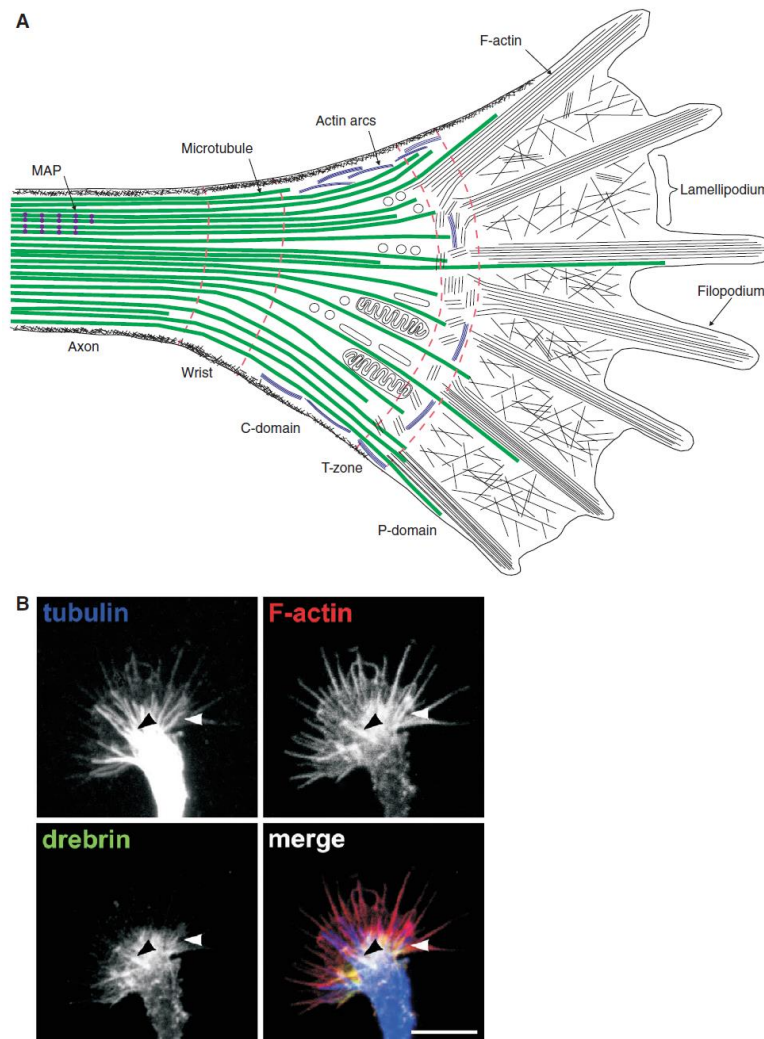 A
F-actin
Actin arcs
Microtubule
MAP
Lamellipodium
Filopodium
Axon
Wrist
C-domain
T-zone
P-domain
B
tubulin
F-actin
drebrin
merge